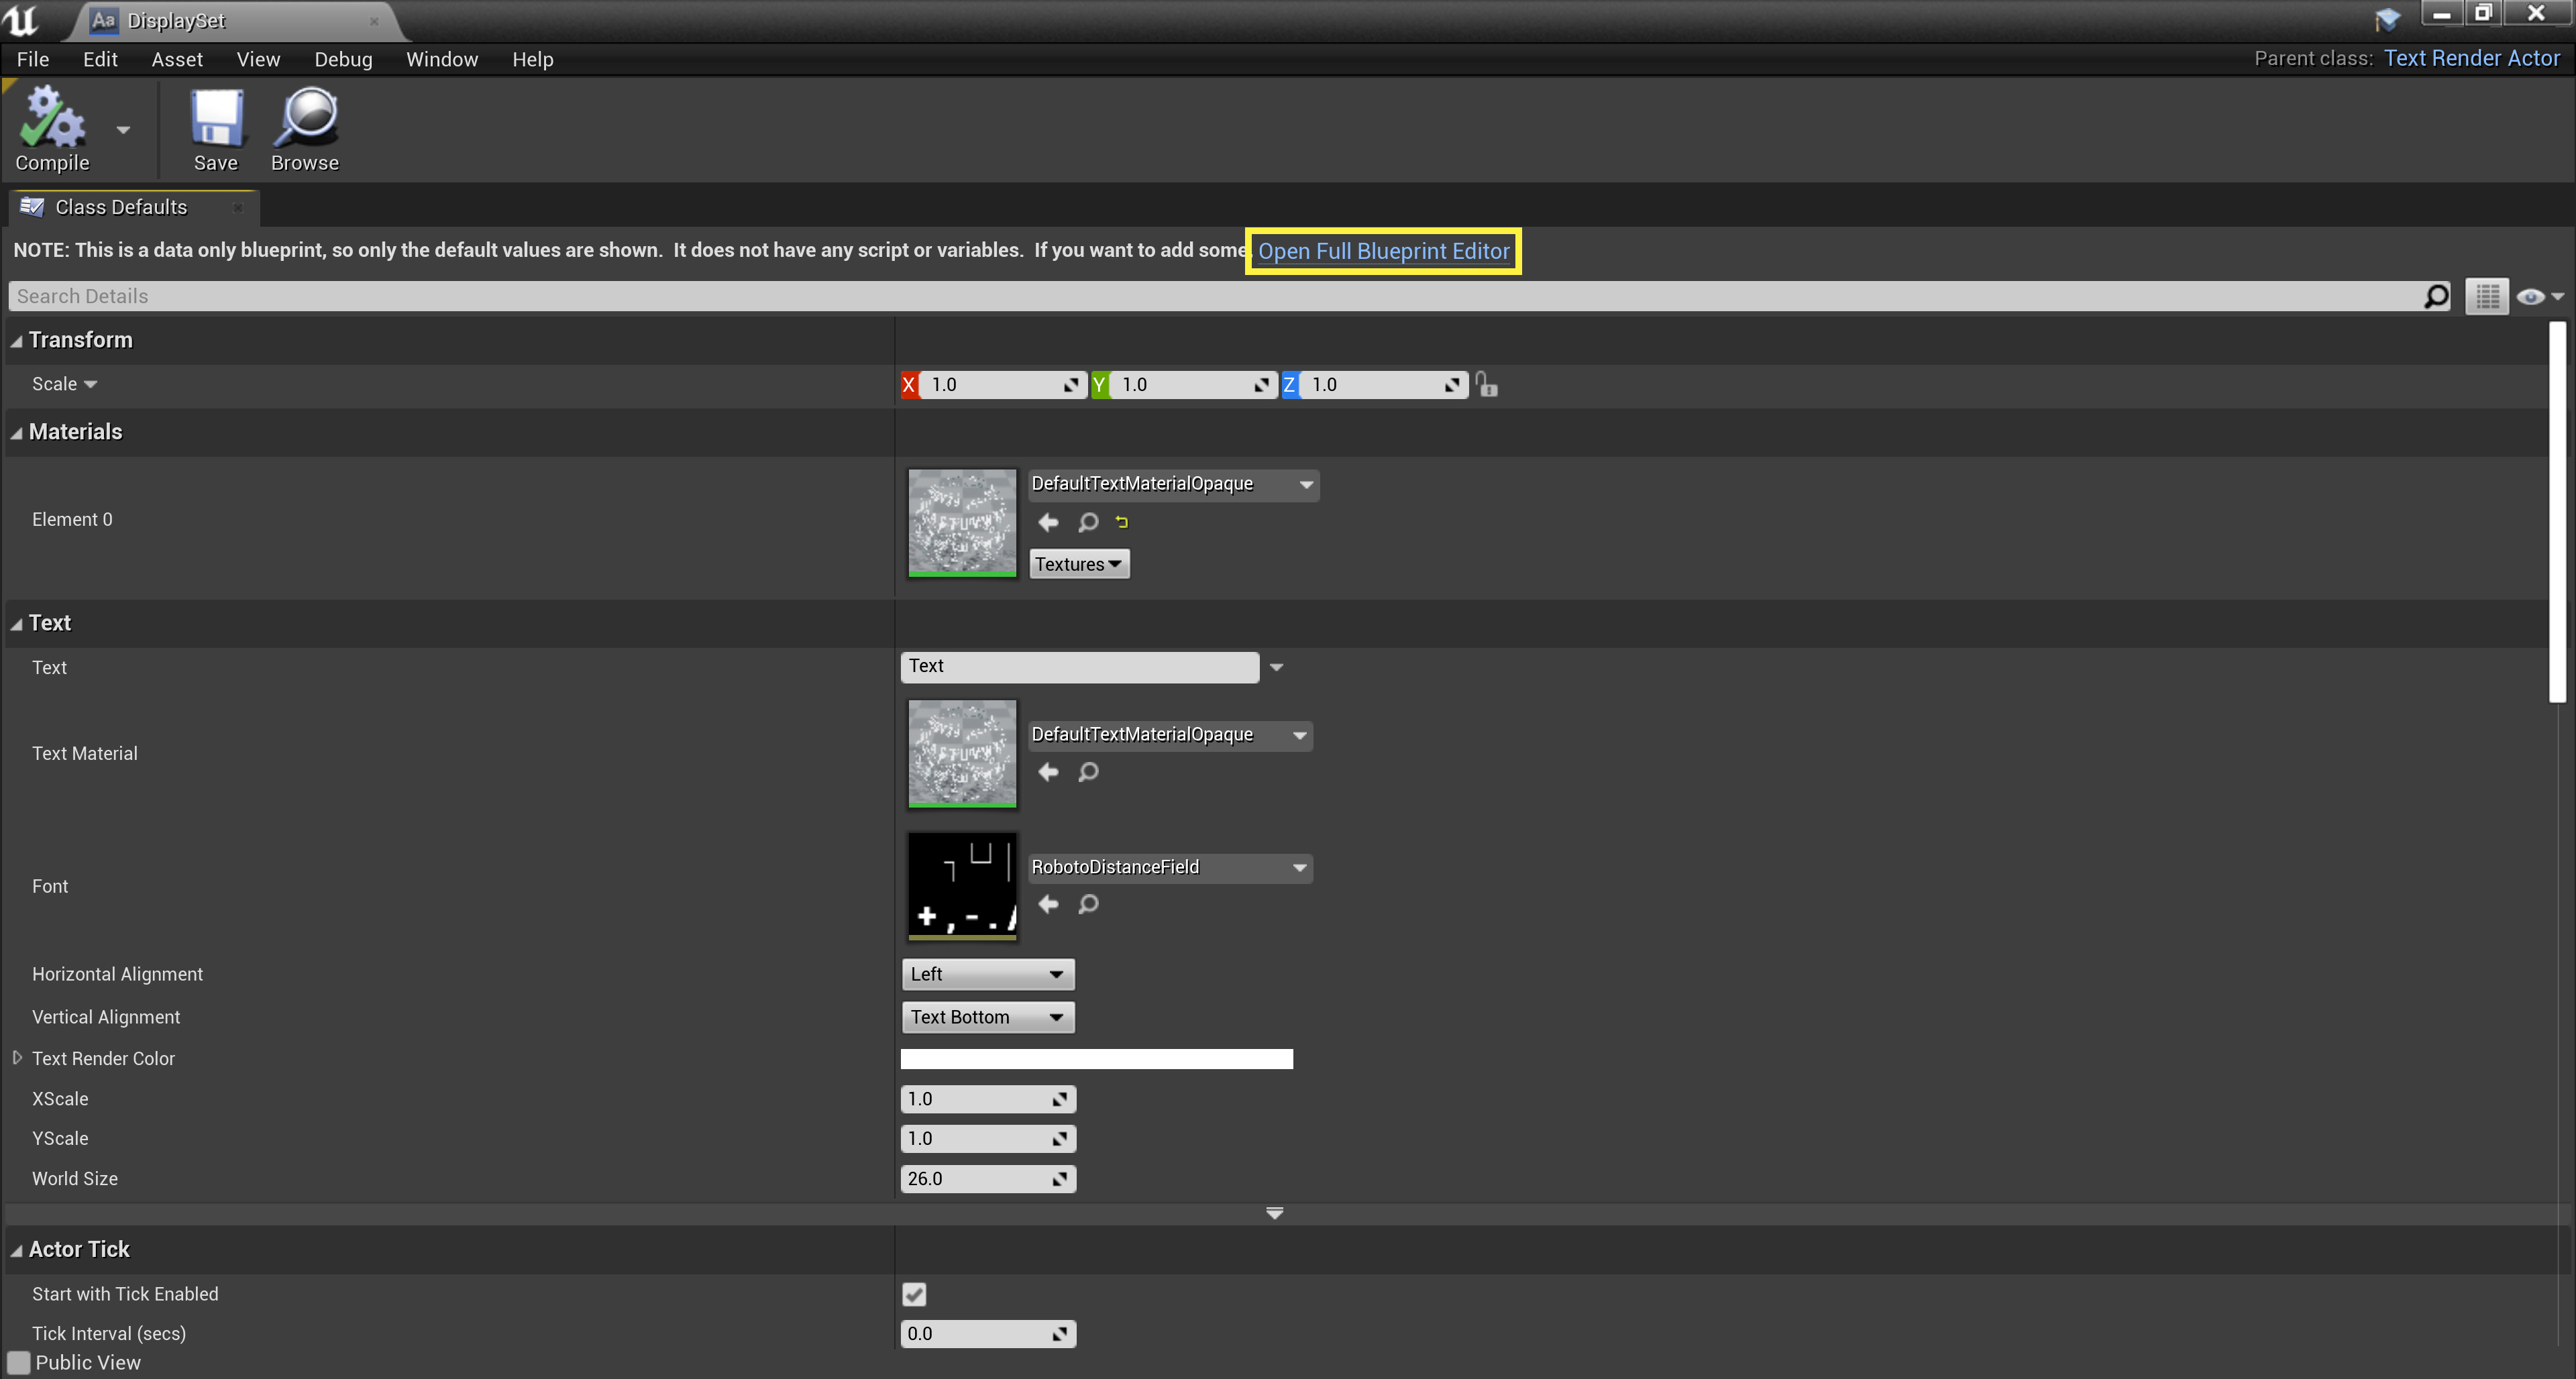 DisplaySet
File Edit Asset View Debug Window Help
Parent class: Text Render Actor
Compile Save Browse
Class Defaults
NOTE: This is a data only blueprint, so only the default values are shown. It does not have any script or variables. If you want to add some, Open Full Blueprint Editor
Search Details
Transform
Scale X 1.0 Y 1.0 Z 1.0
Materials
DefaultTextMaterialOpaque
Element 0
Textures
Text
Text Text
Text Material DefaultTextMaterialOpaque
Font RobotoDistanceField
+ , - . /
Horizontal Alignment Left
Vertical Alignment Text Bottom
Text Render Color
XScale 1.0
YScale 1.0
World Size 26.0
Actor Tick
Start with Tick Enabled
Tick Interval (secs) 0.0
Public View